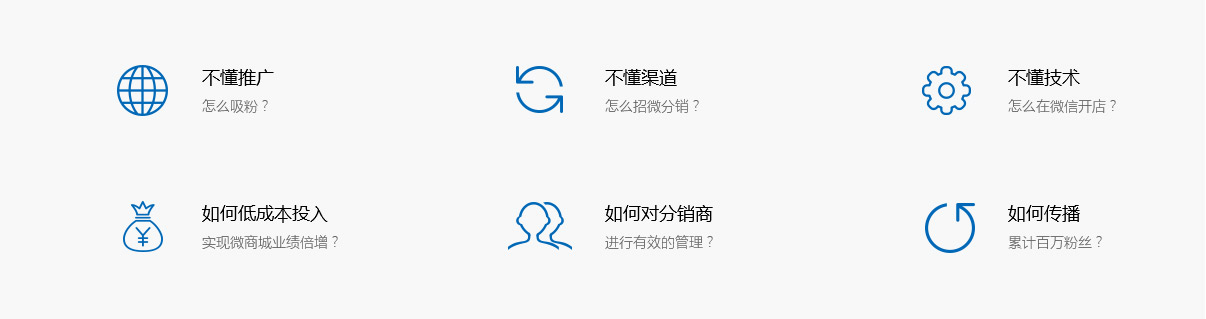 不懂推广
怎么吸粉？
不懂渠道
怎么招微分销？
不懂技术
怎么在微信开店？
如何低成本投入
实现微商城业绩倍增？
如何对分销商
进行有效的管理？
如何传播
累计百万粉丝？